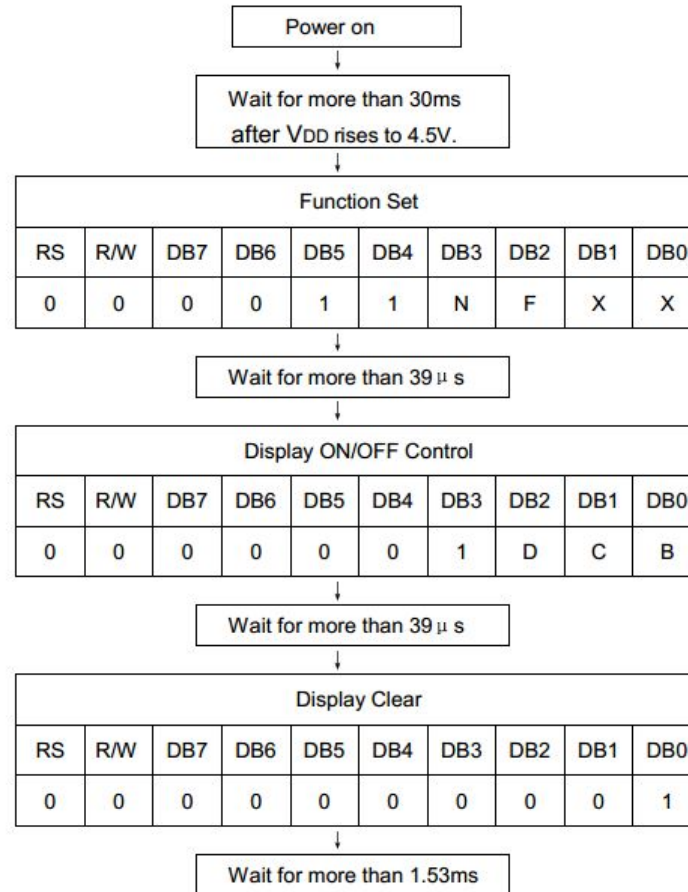 Power on
Wait for more than 30ms
after VDD rises to 4.5V.
Function Set
RS R/W DB7 DB6 DB5 DB4 DB3 DB2 DB1 DB0
0 0 0 0 1 1 N F X X
Wait for more than 39μs
Display ON/OFF Control
RS R/W DB7 DB6 DB5 DB4 DB3 DB2 DB1 DB0
0 0 0 0 0 0 1 D C B
Wait for more than 39μs
Display Clear
RS R/W DB7 DB6 DB5 DB4 DB3 DB2 DB1 DB0
0 0 0 0 0 0 0 0 0 1
Wait for more than 1.53ms